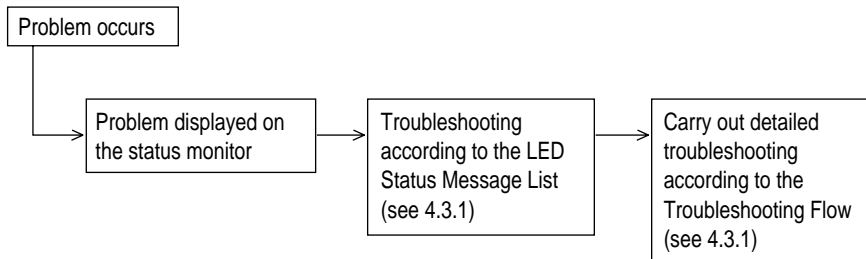 Problem occurs
Problem displayed on
the status monitor
Troubleshooting
according to the LED
Status Message List
(see 4.3.1)
Carry out detailed
troubleshooting
according to the
Troubleshooting Flow
(see 4.3.1)